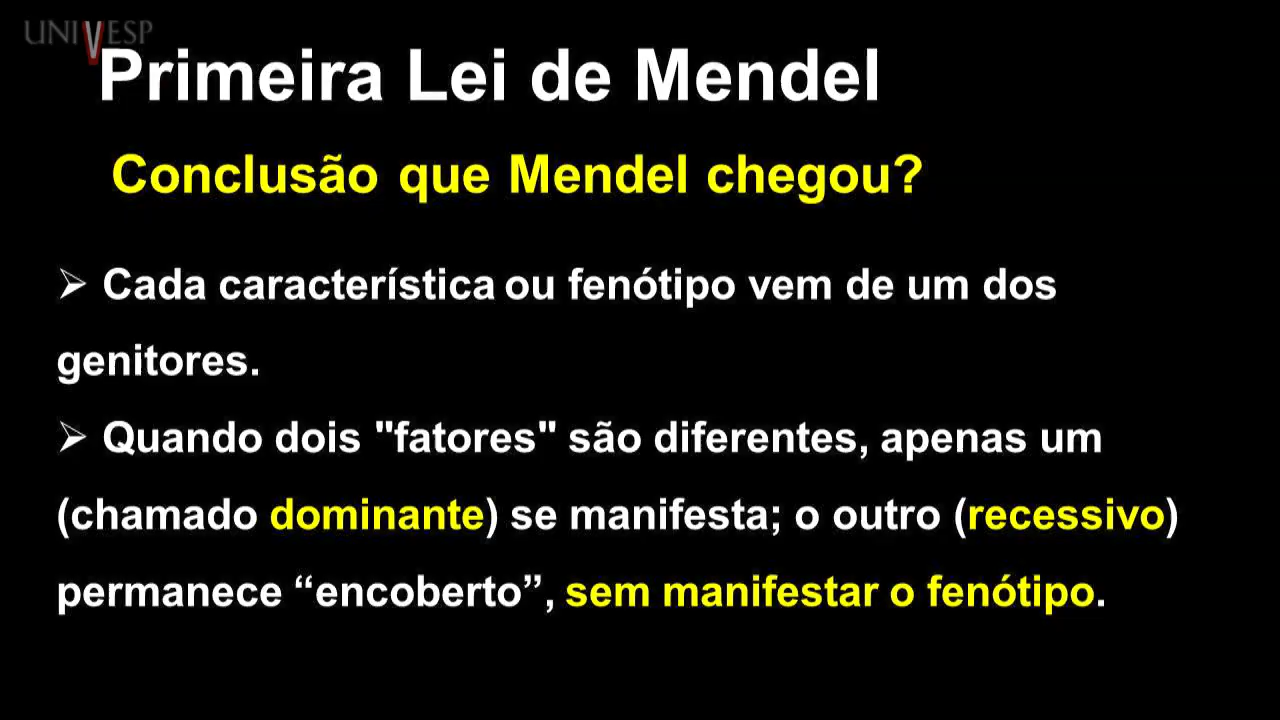 UNIVESP
Primeira Lei de Mendel
Conclusão que Mendel chegou?
➢ Cada característica ou fenótipo vem de um dos
genitores.
➢ Quando dois "fatores" são diferentes, apenas um
(chamado dominante) se manifesta; o outro (recessivo)
permanece “encoberto”, sem manifestar o fenótipo.